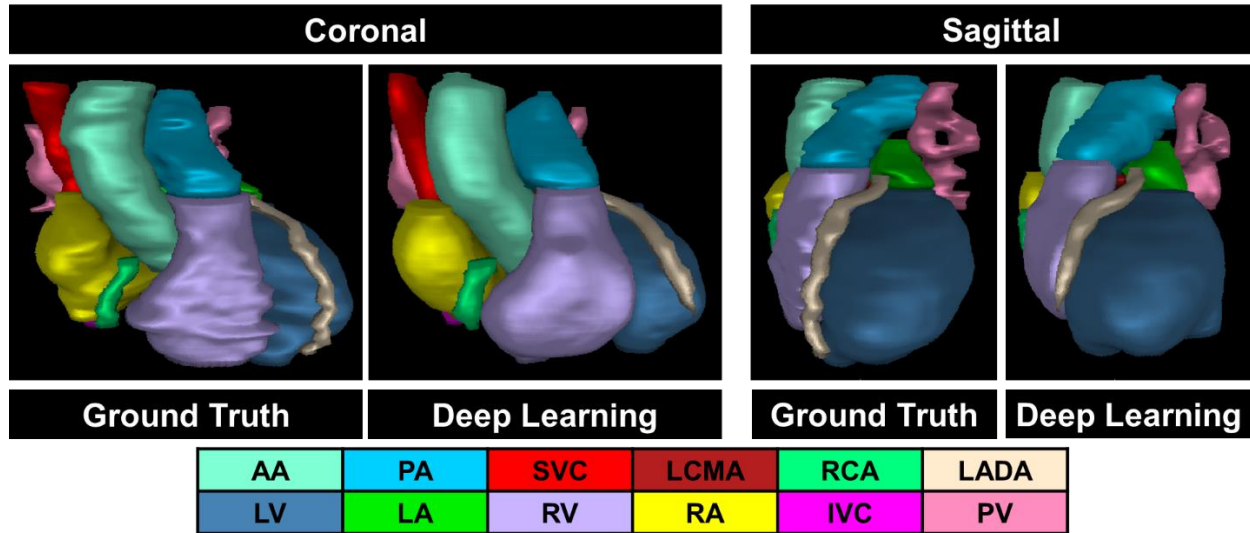 Coronal Sagittal
Ground Truth Deep Learning Ground Truth Deep Learning
AA PA SVC LCMA RCA LADA
LV LA RV RA IVC PV